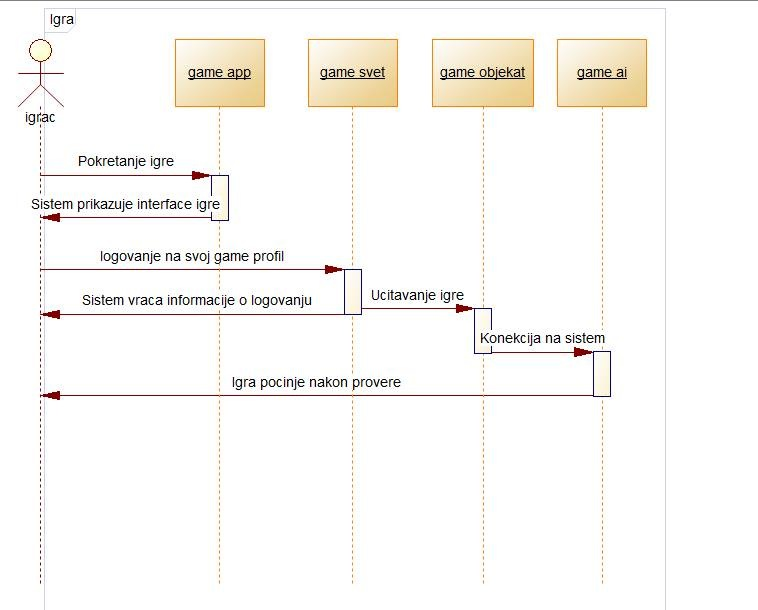 Igra
igrac
game app
game svet
game objekat
game ai
Pokretanje igre
Sistem prikazuje interface igre
logovanje na svoj game profil
Sistem vraca informacije o logovanju
Ucitavanje igre
Konekcija na sistem
Igra pocinje nakon provere